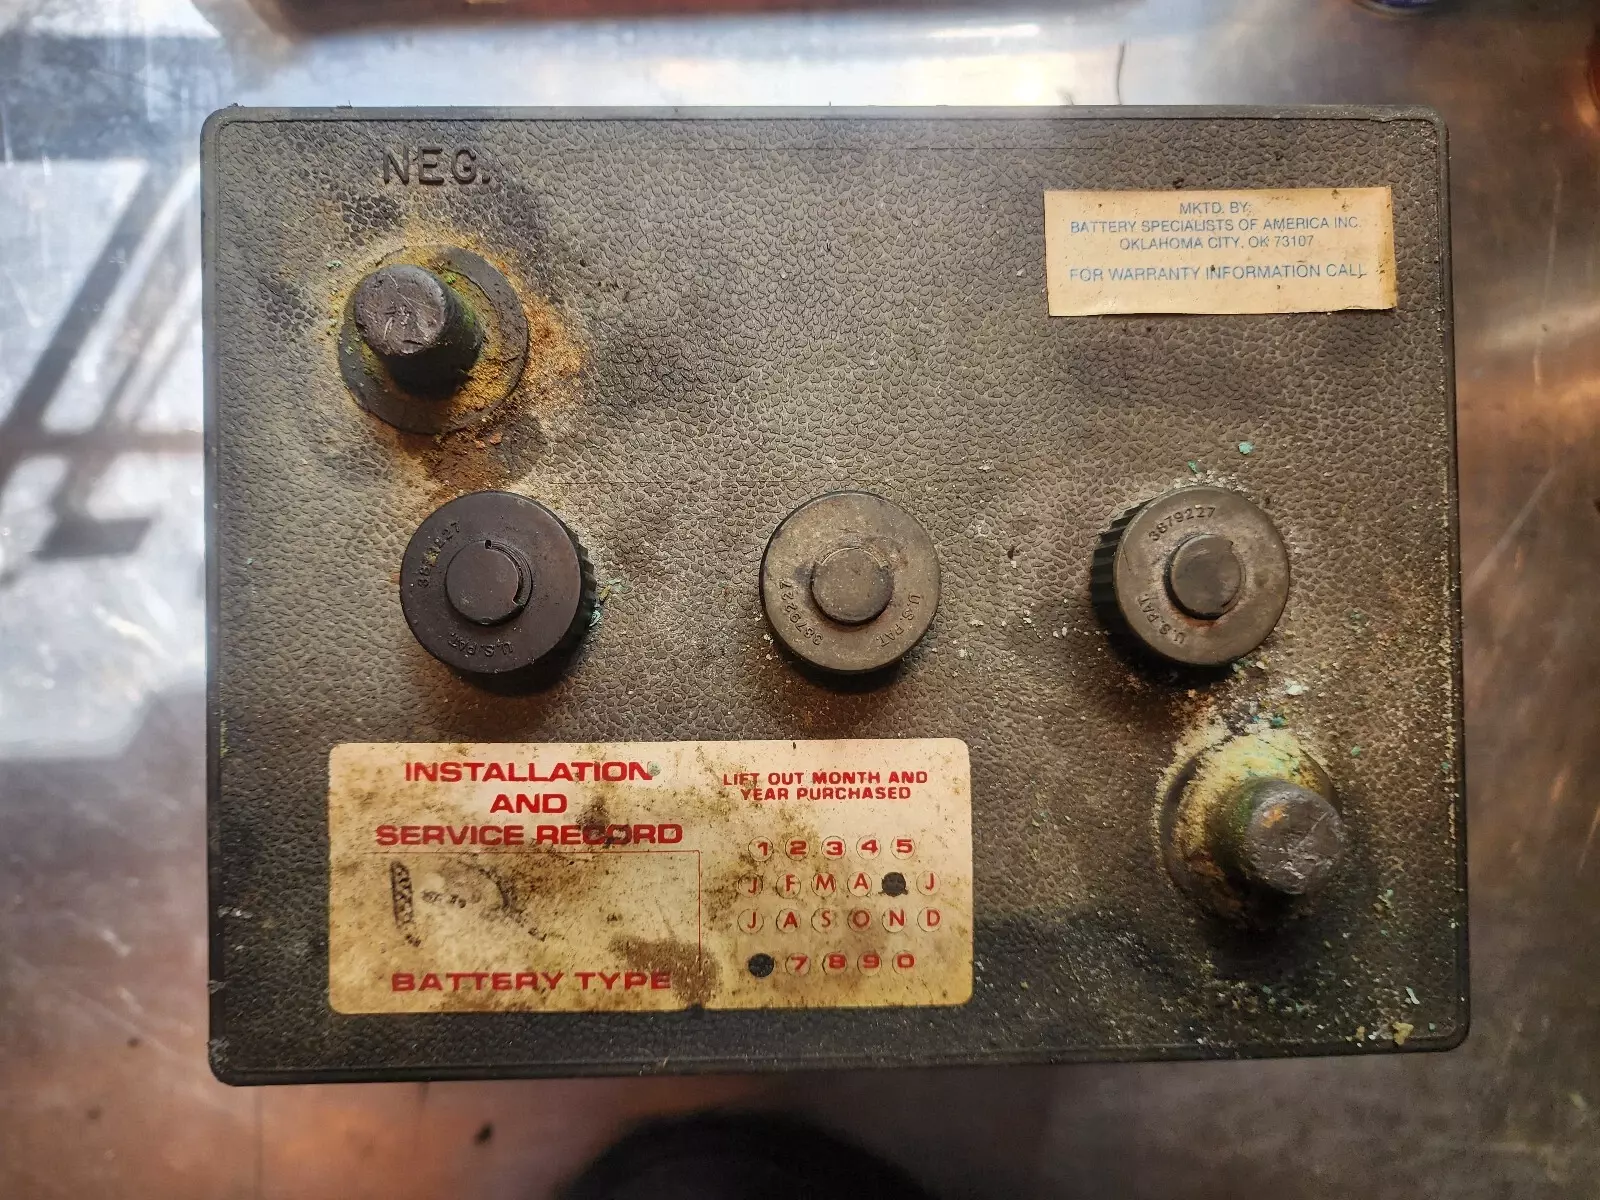 NEG.
MKTD. BY:
BATTERY SPECIALISTS OF AMERICA INC.
OKLAHOMA CITY, OK 73107
FOR WARRANTY INFORMATION CALL
3879227
U.S. PAT.
3879227
U.S. PAT.
3879227
U.S. PAT.
INSTALLATION
AND
SERVICE RECORD
BATTERY TYPE
LIFT OUT MONTH AND
YEAR PURCHASED
1 2 3 4 5
J F M A J
J A S O N D
7 8 9 0